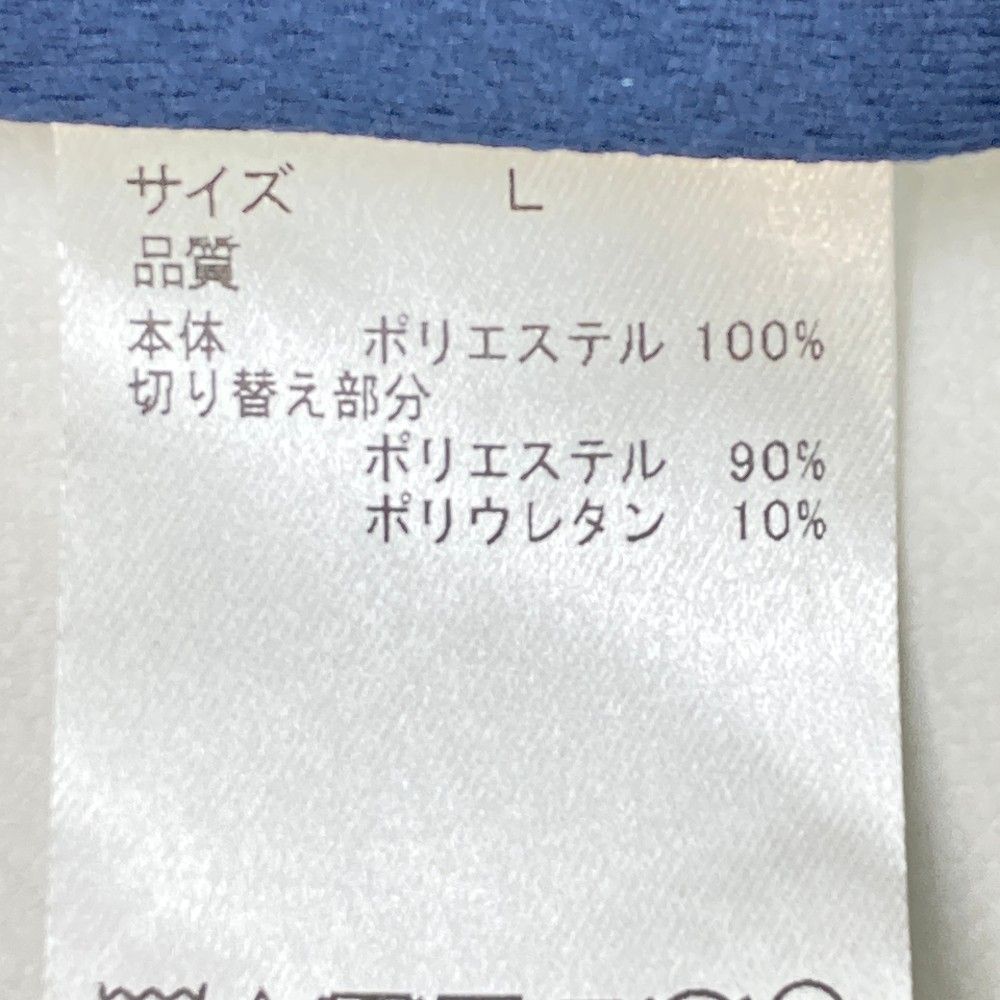 サイズ L
品質
本体 ポリエステル 100%
切り替え部分
ポリエステル 90%
ポリウレタン 10%